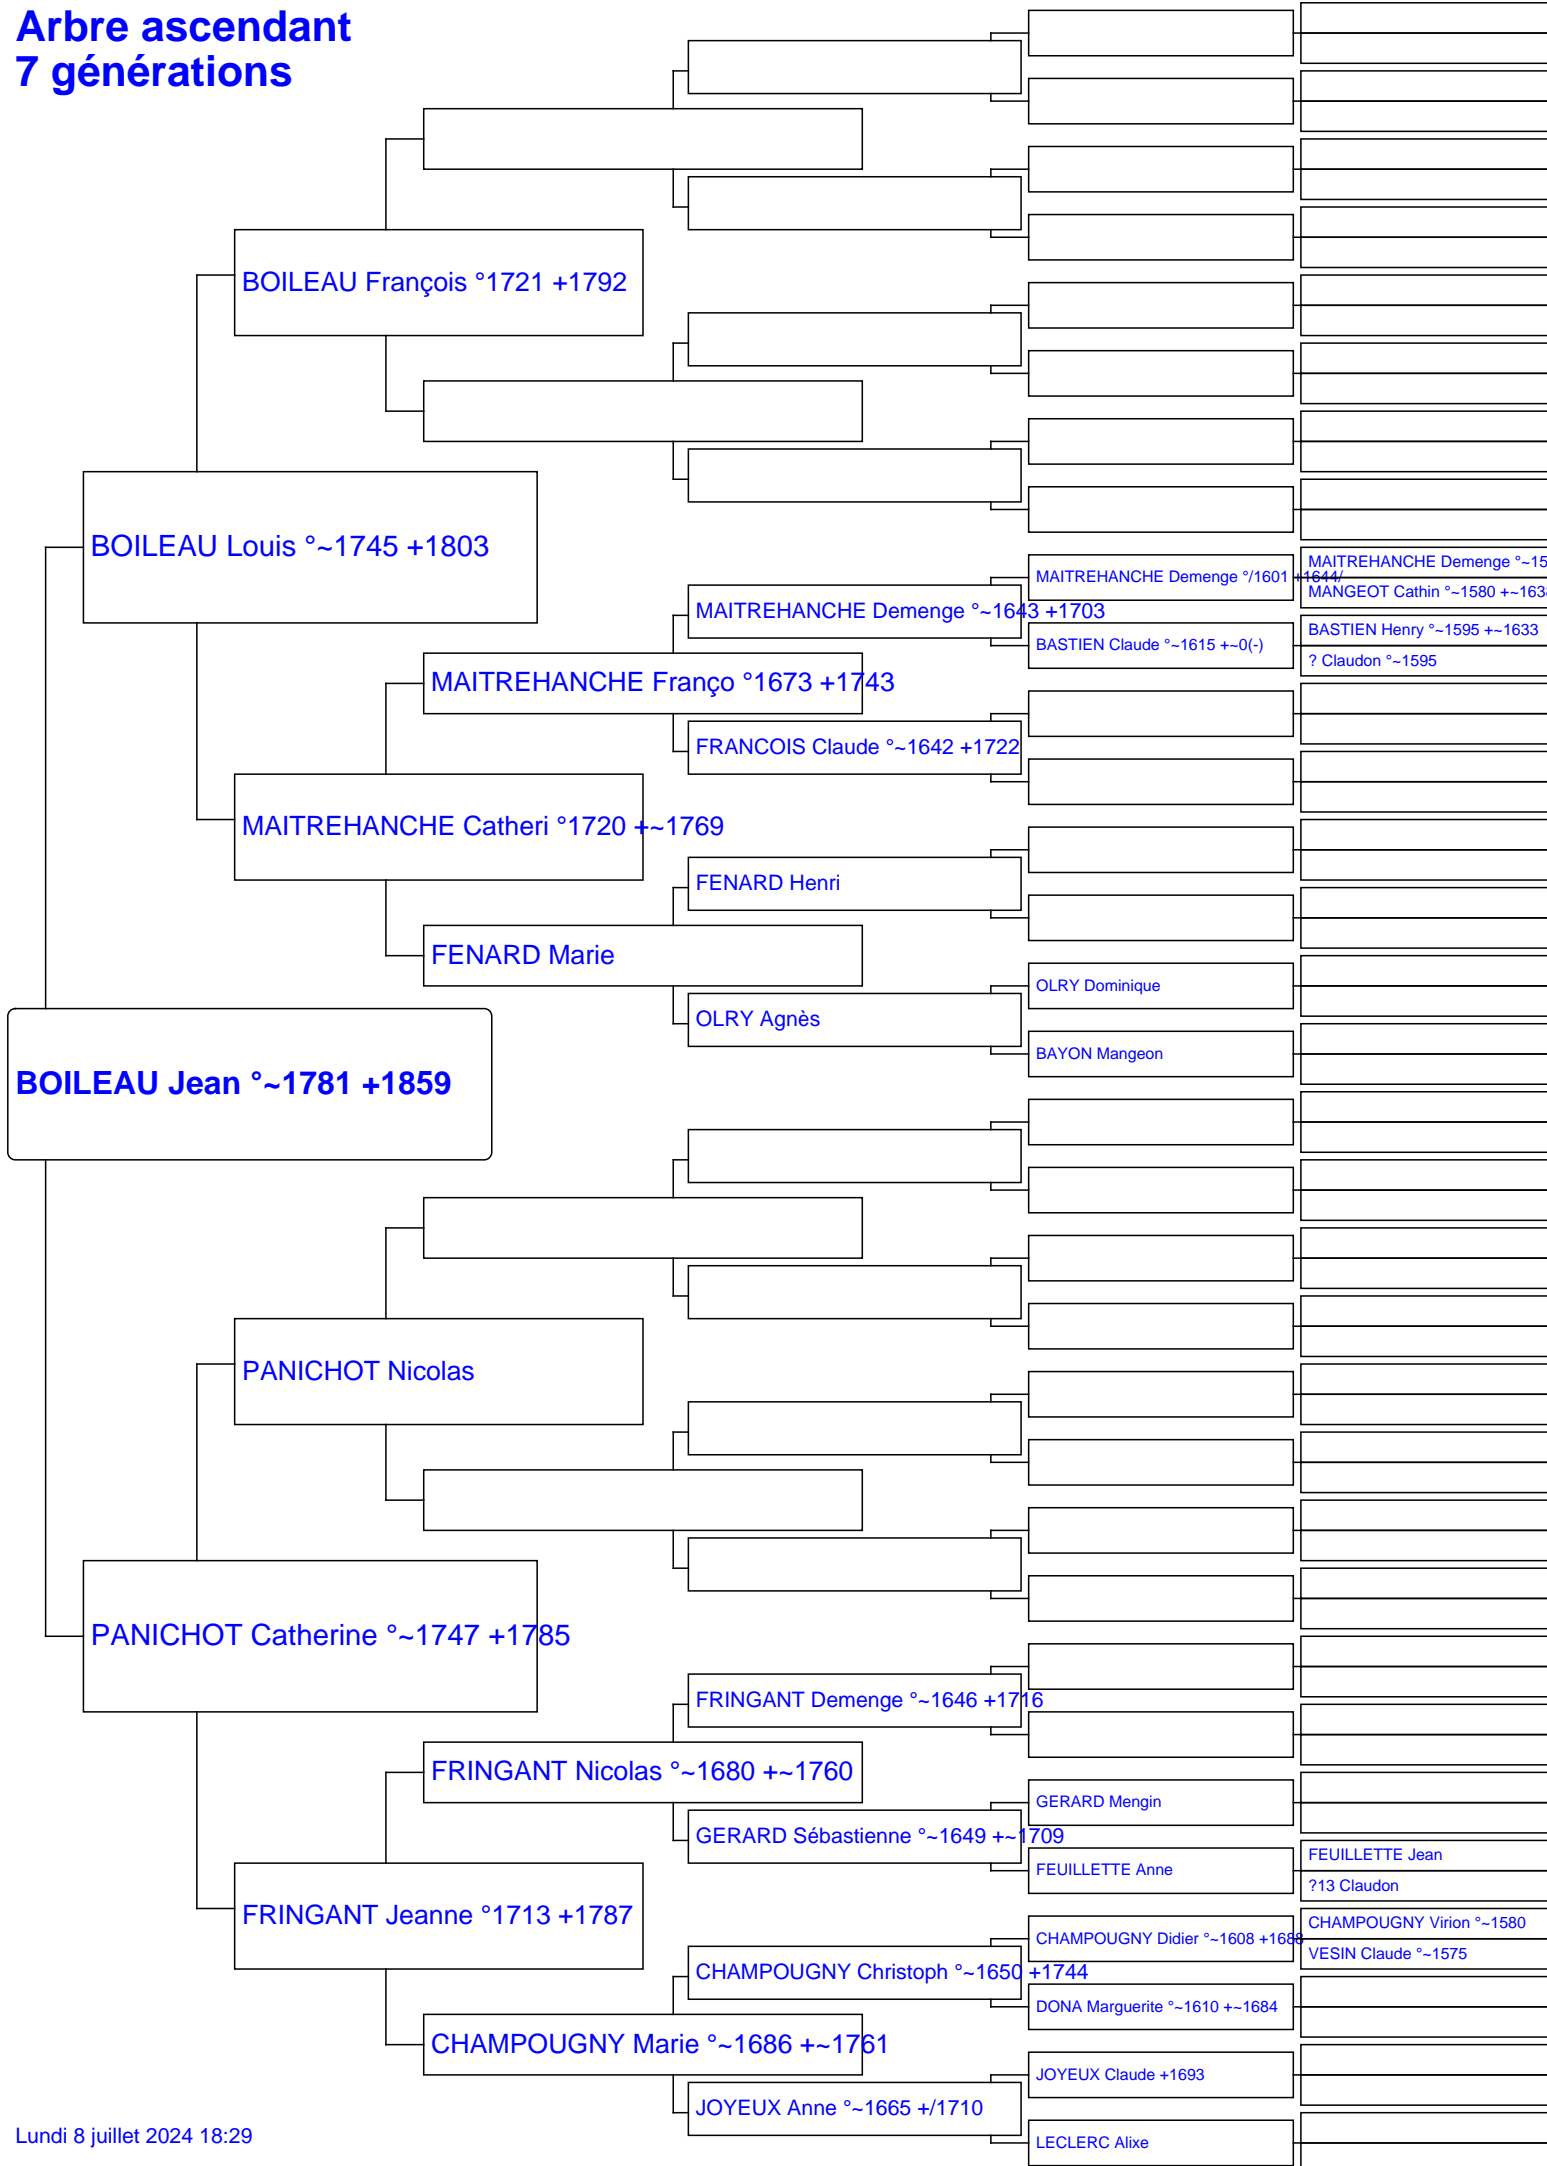 Arbre ascendant
7 générations
BOILEAU François °1721 +1792
BOILEAU Louis °~1745 +1803
MAITREHANCHE Demenge °/1601 +1644/
MAITREHANCHE Demenge °~15
MANGEOT Cathin °~1580 +~163
MAITREHANCHE Demenge °~1643 +1703
BASTIEN Claude °~1615 +~0(-)
BASTIEN Henry °~1595 +~1633
? Claudon °~1595
MAITREHANCHE Franço °1673 +1743
FRANCOIS Claude °~1642 +1722
MAITREHANCHE Catheri °1720 +~1769
FENARD Henri
FENARD Marie
OLRY Dominique
OLRY Agnès
BAYON Mangeon
BOILEAU Jean °~1781 +1859
PANICHOT Nicolas
PANICHOT Catherine °~1747 +1785
FRINGANT Demenge °~1646 +1716
FRINGANT Nicolas °~1680 +~1760
GERARD Mengin
GERARD Sébastienne °~1649 +~1709
FEUILLETTE Anne
FEUILLETTE Jean
?13 Claudon
FRINGANT Jeanne °1713 +1787
CHAMPOUGNY Didier °~1608 +1688
CHAMPOUGNY Virion °~1580
VESIN Claude °~1575
CHAMPOUGNY Christoph °~1650 +1744
DONA Marguerite °~1610 +~1684
CHAMPOUGNY Marie °~1686 +~1761
JOYEUX Claude +1693
JOYEUX Anne °~1665 +/1710
LECLERC Alixe
Lundi 8 juillet 2024 18:29